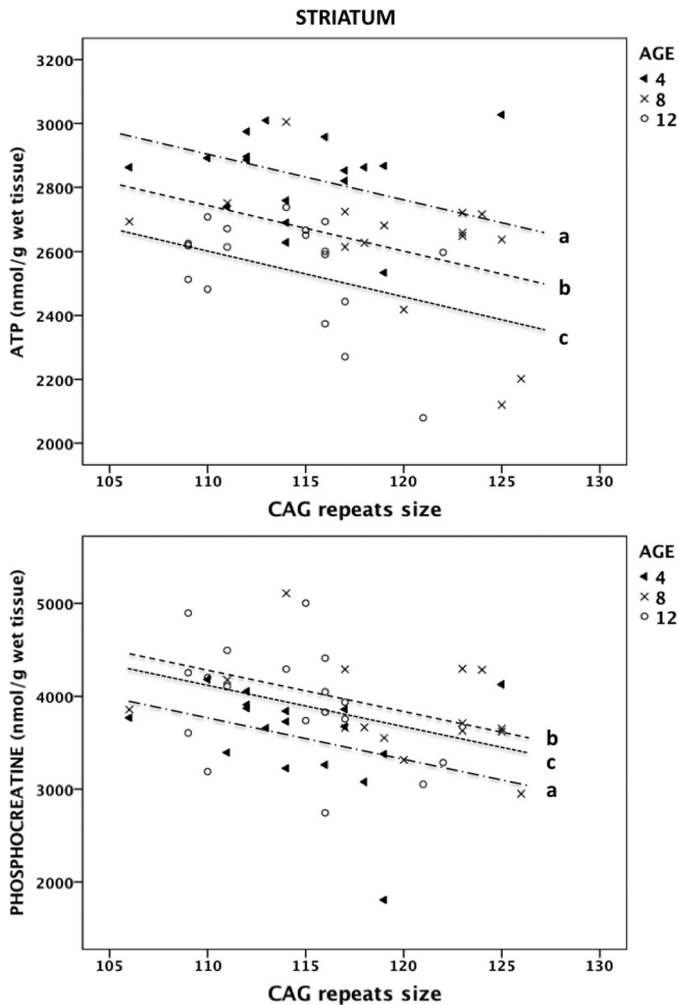 STRIATUM
3200
3000
2800
2600
2400
2200
2000
ATP (nmol/g wet tissue)
a
b
c
105 110 115 120 125 130
CAG repeats size
AGE
4
8
12
5000
4000
3000
2000
PHOSPHOCREATINE (nmol/g wet tissue)
b
c
a
105 110 115 120 125 130
CAG repeats size
AGE
4
8
12